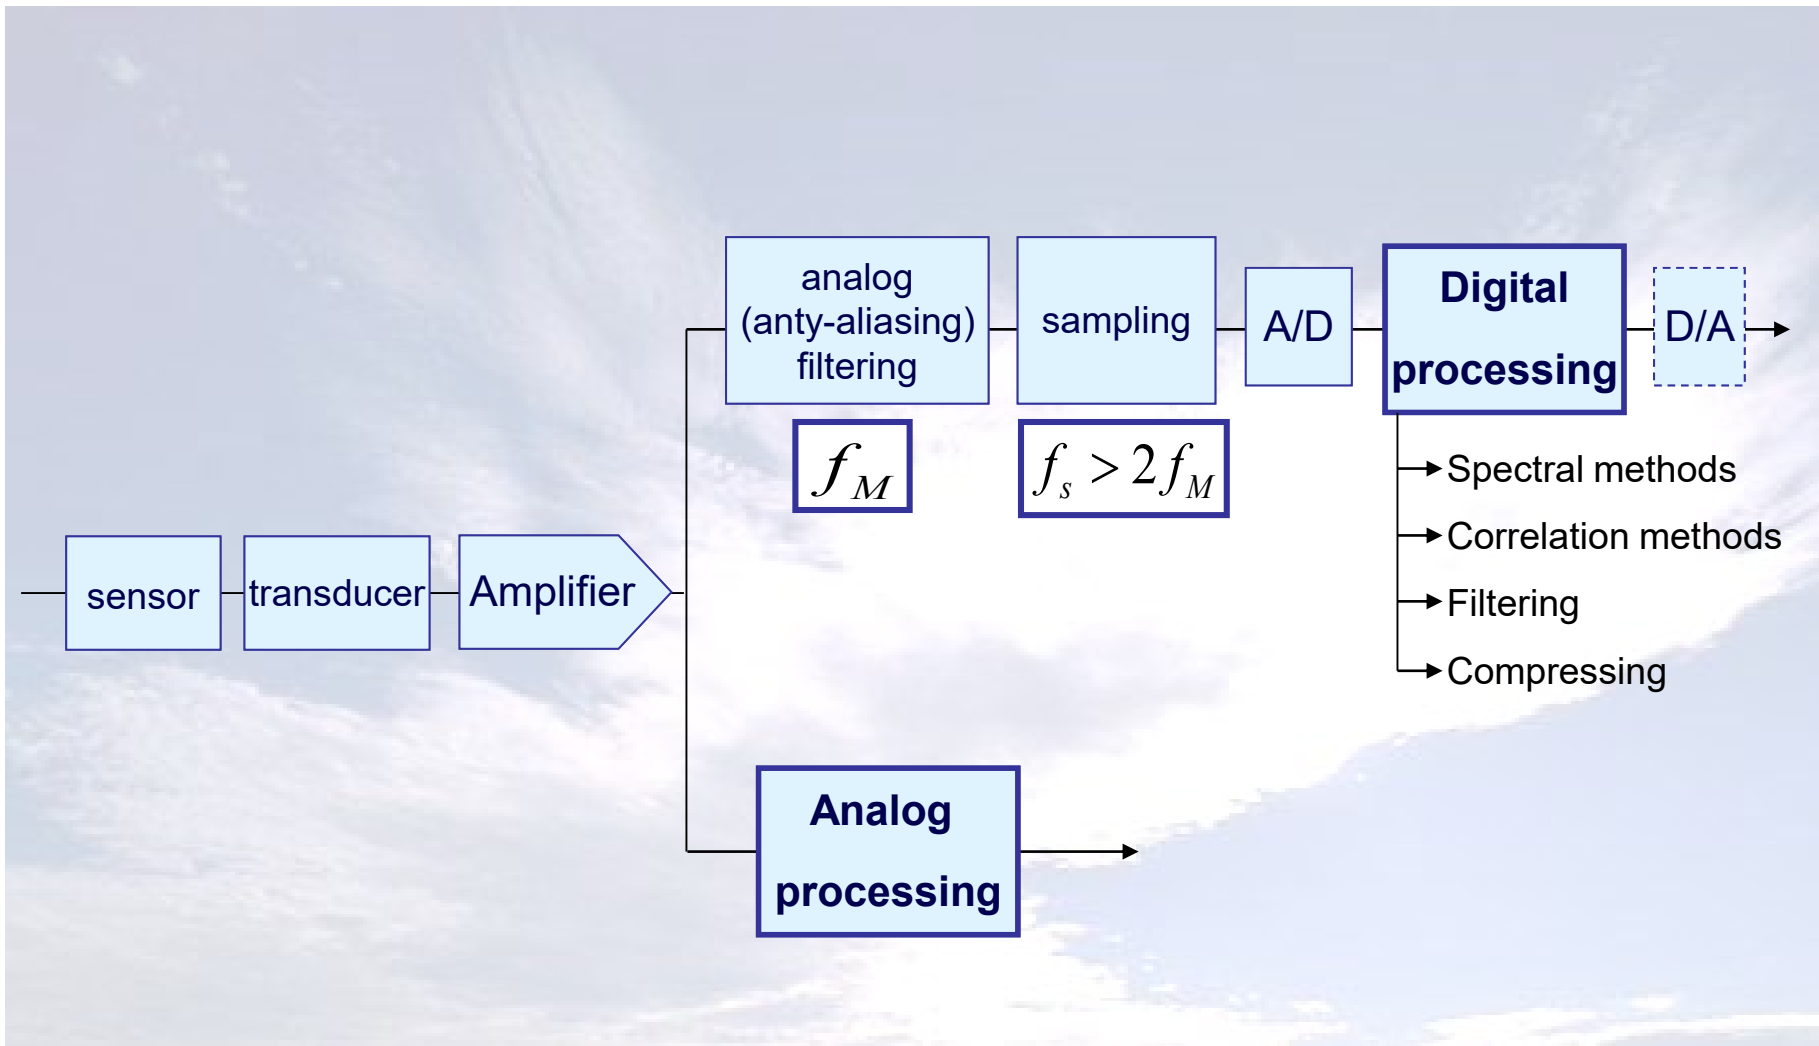 analog
(anty-aliasing)
filtering
sampling
A/D
Digital
processing
D/A
f_M
f_s > 2f_M
Spectral methods
Correlation methods
Filtering
Compressing
sensor
transducer
Amplifier
Analog
processing